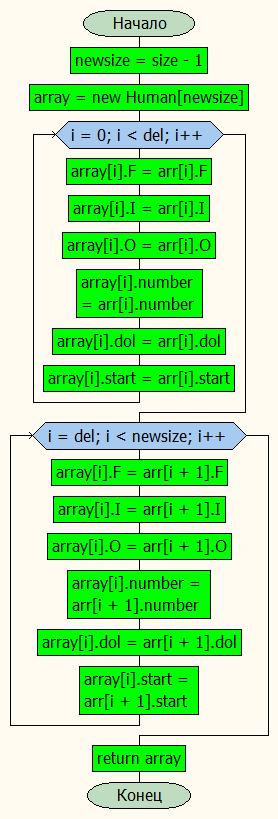 Начало
newsize = size - 1
array = new Human[newsize]
i = 0; i < del; i++
array[i].F = arr[i].F
array[i].I = arr[i].I
array[i].O = arr[i].O
array[i].number
= arr[i].number
array[i].dol = arr[i].dol
array[i].start = arr[i].start
i = del; i < newsize; i++
array[i].F = arr[i + 1].F
array[i].I = arr[i + 1].I
array[i].O = arr[i + 1].O
array[i].number =
arr[i + 1].number
array[i].dol = arr[i + 1].dol
array[i].start =
arr[i + 1].start
return array
Конец